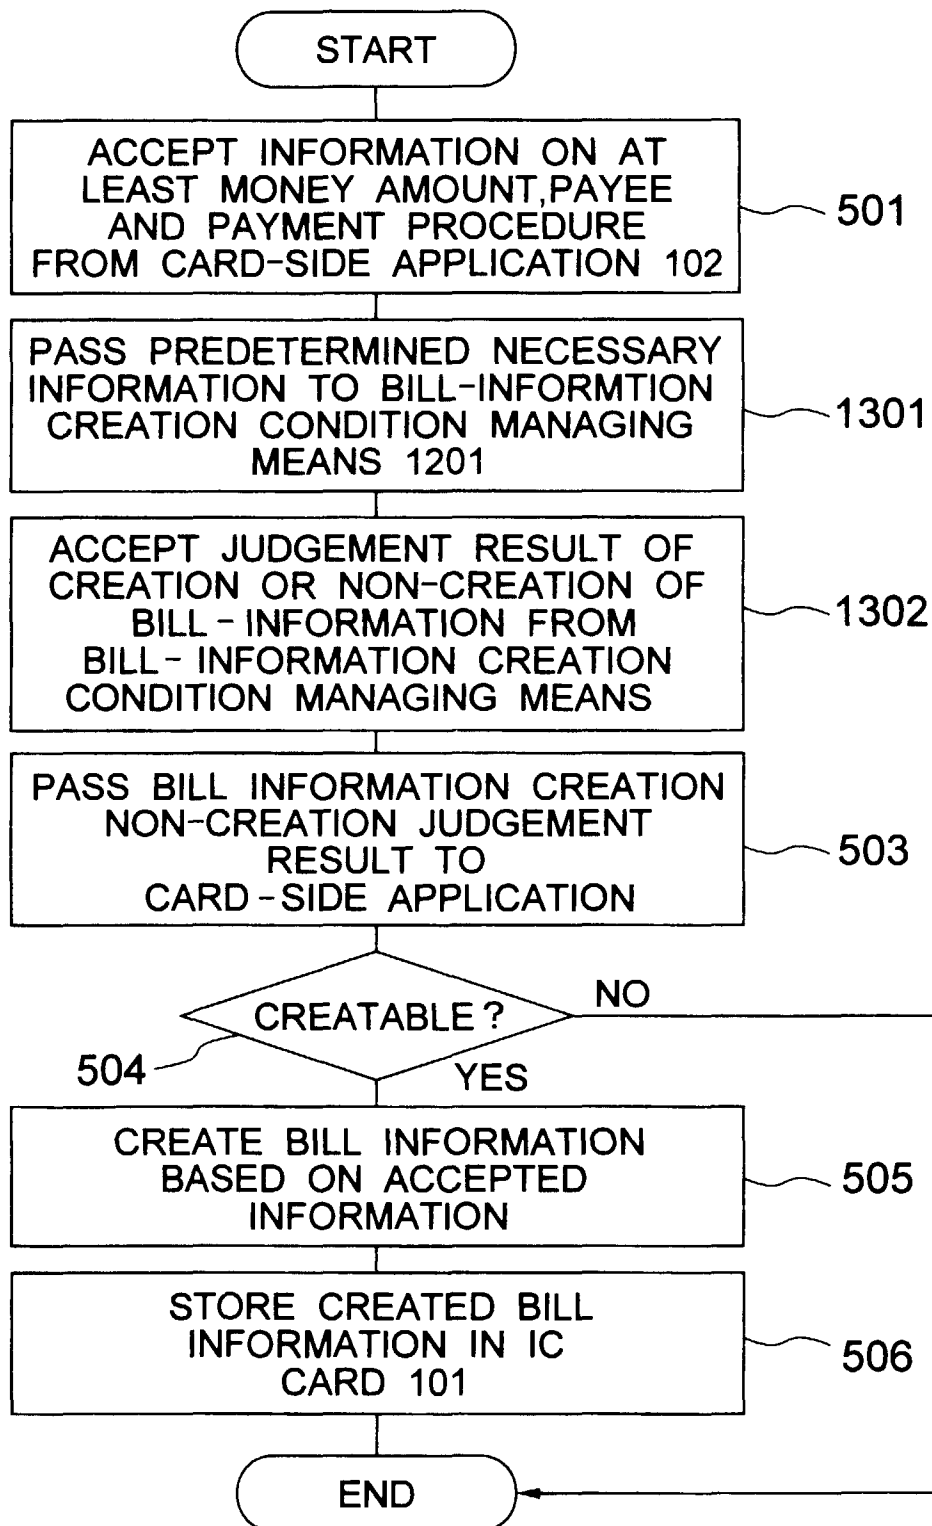 START
ACCEPT INFORMATION ON AT
LEAST MONEY AMOUNT,PAYEE
AND PAYMENT PROCEDURE
FROM CARD-SIDE APPLICATION 102
501
PASS PREDETERMINED NECESSARY
INFORMATION TO BILL-INFORMTION
CREATION CONDITION MANAGING
MEANS 1201
1301
ACCEPT JUDGEMENT RESULT OF
CREATION OR NON-CREATION OF
BILL-INFORMATION FROM
BILL-INFORMATION CREATION
CONDITION MANAGING MEANS
1302
PASS BILL INFORMATION CREATION
NON-CREATION JUDGEMENT
RESULT TO
CARD-SIDE APPLICATION
503
CREATABLE?
NO
504
YES
CREATE BILL INFORMATION
BASED ON ACCEPTED
INFORMATION
505
STORE CREATED BILL
INFORMATION IN IC
CARD 101
506
END